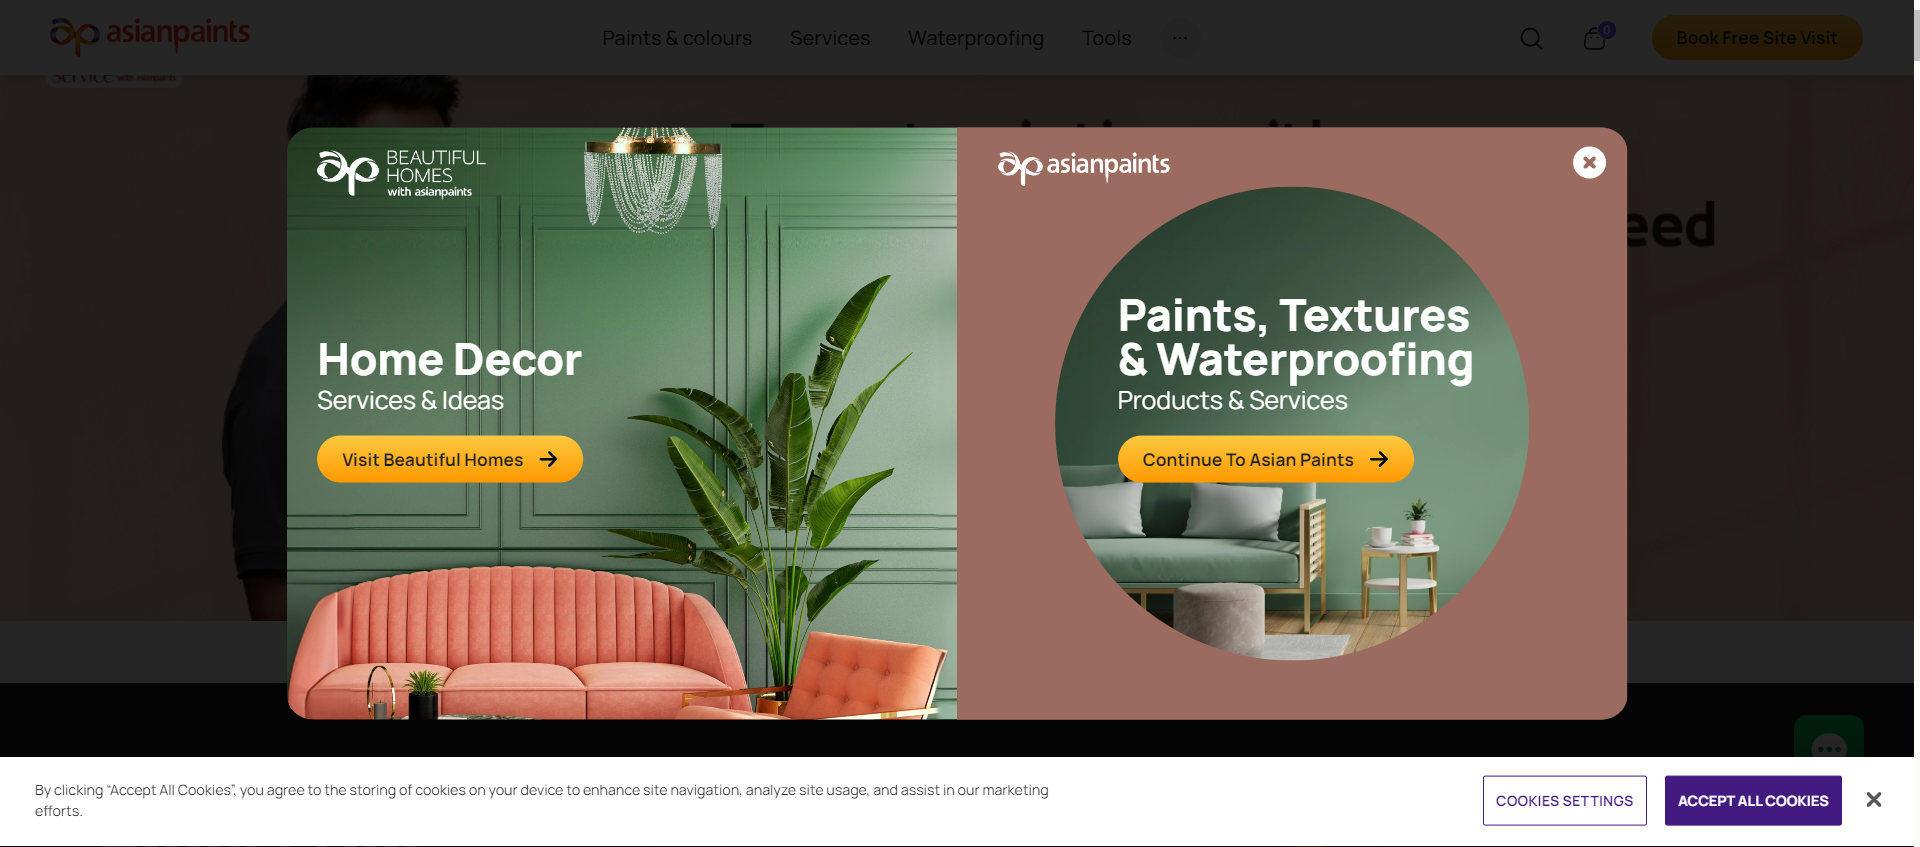 asianpaints
Paints & colours
Services
Waterproofing
Tools
...
0
Book Free Site Visit
Service with asianpaints
eed
BEAUTIFUL
HOMES
with asianpaints
Home Decor
Services & Ideas
Visit Beautiful Homes
asianpaints
Paints, Textures
& Waterproofing
Products & Services
Continue To Asian Paints
By clicking “Accept All Cookies”, you agree to the storing of cookies on your device to enhance site navigation, analyze site usage, and assist in our marketing
efforts.
COOKIES SETTINGS
ACCEPT ALL COOKIES